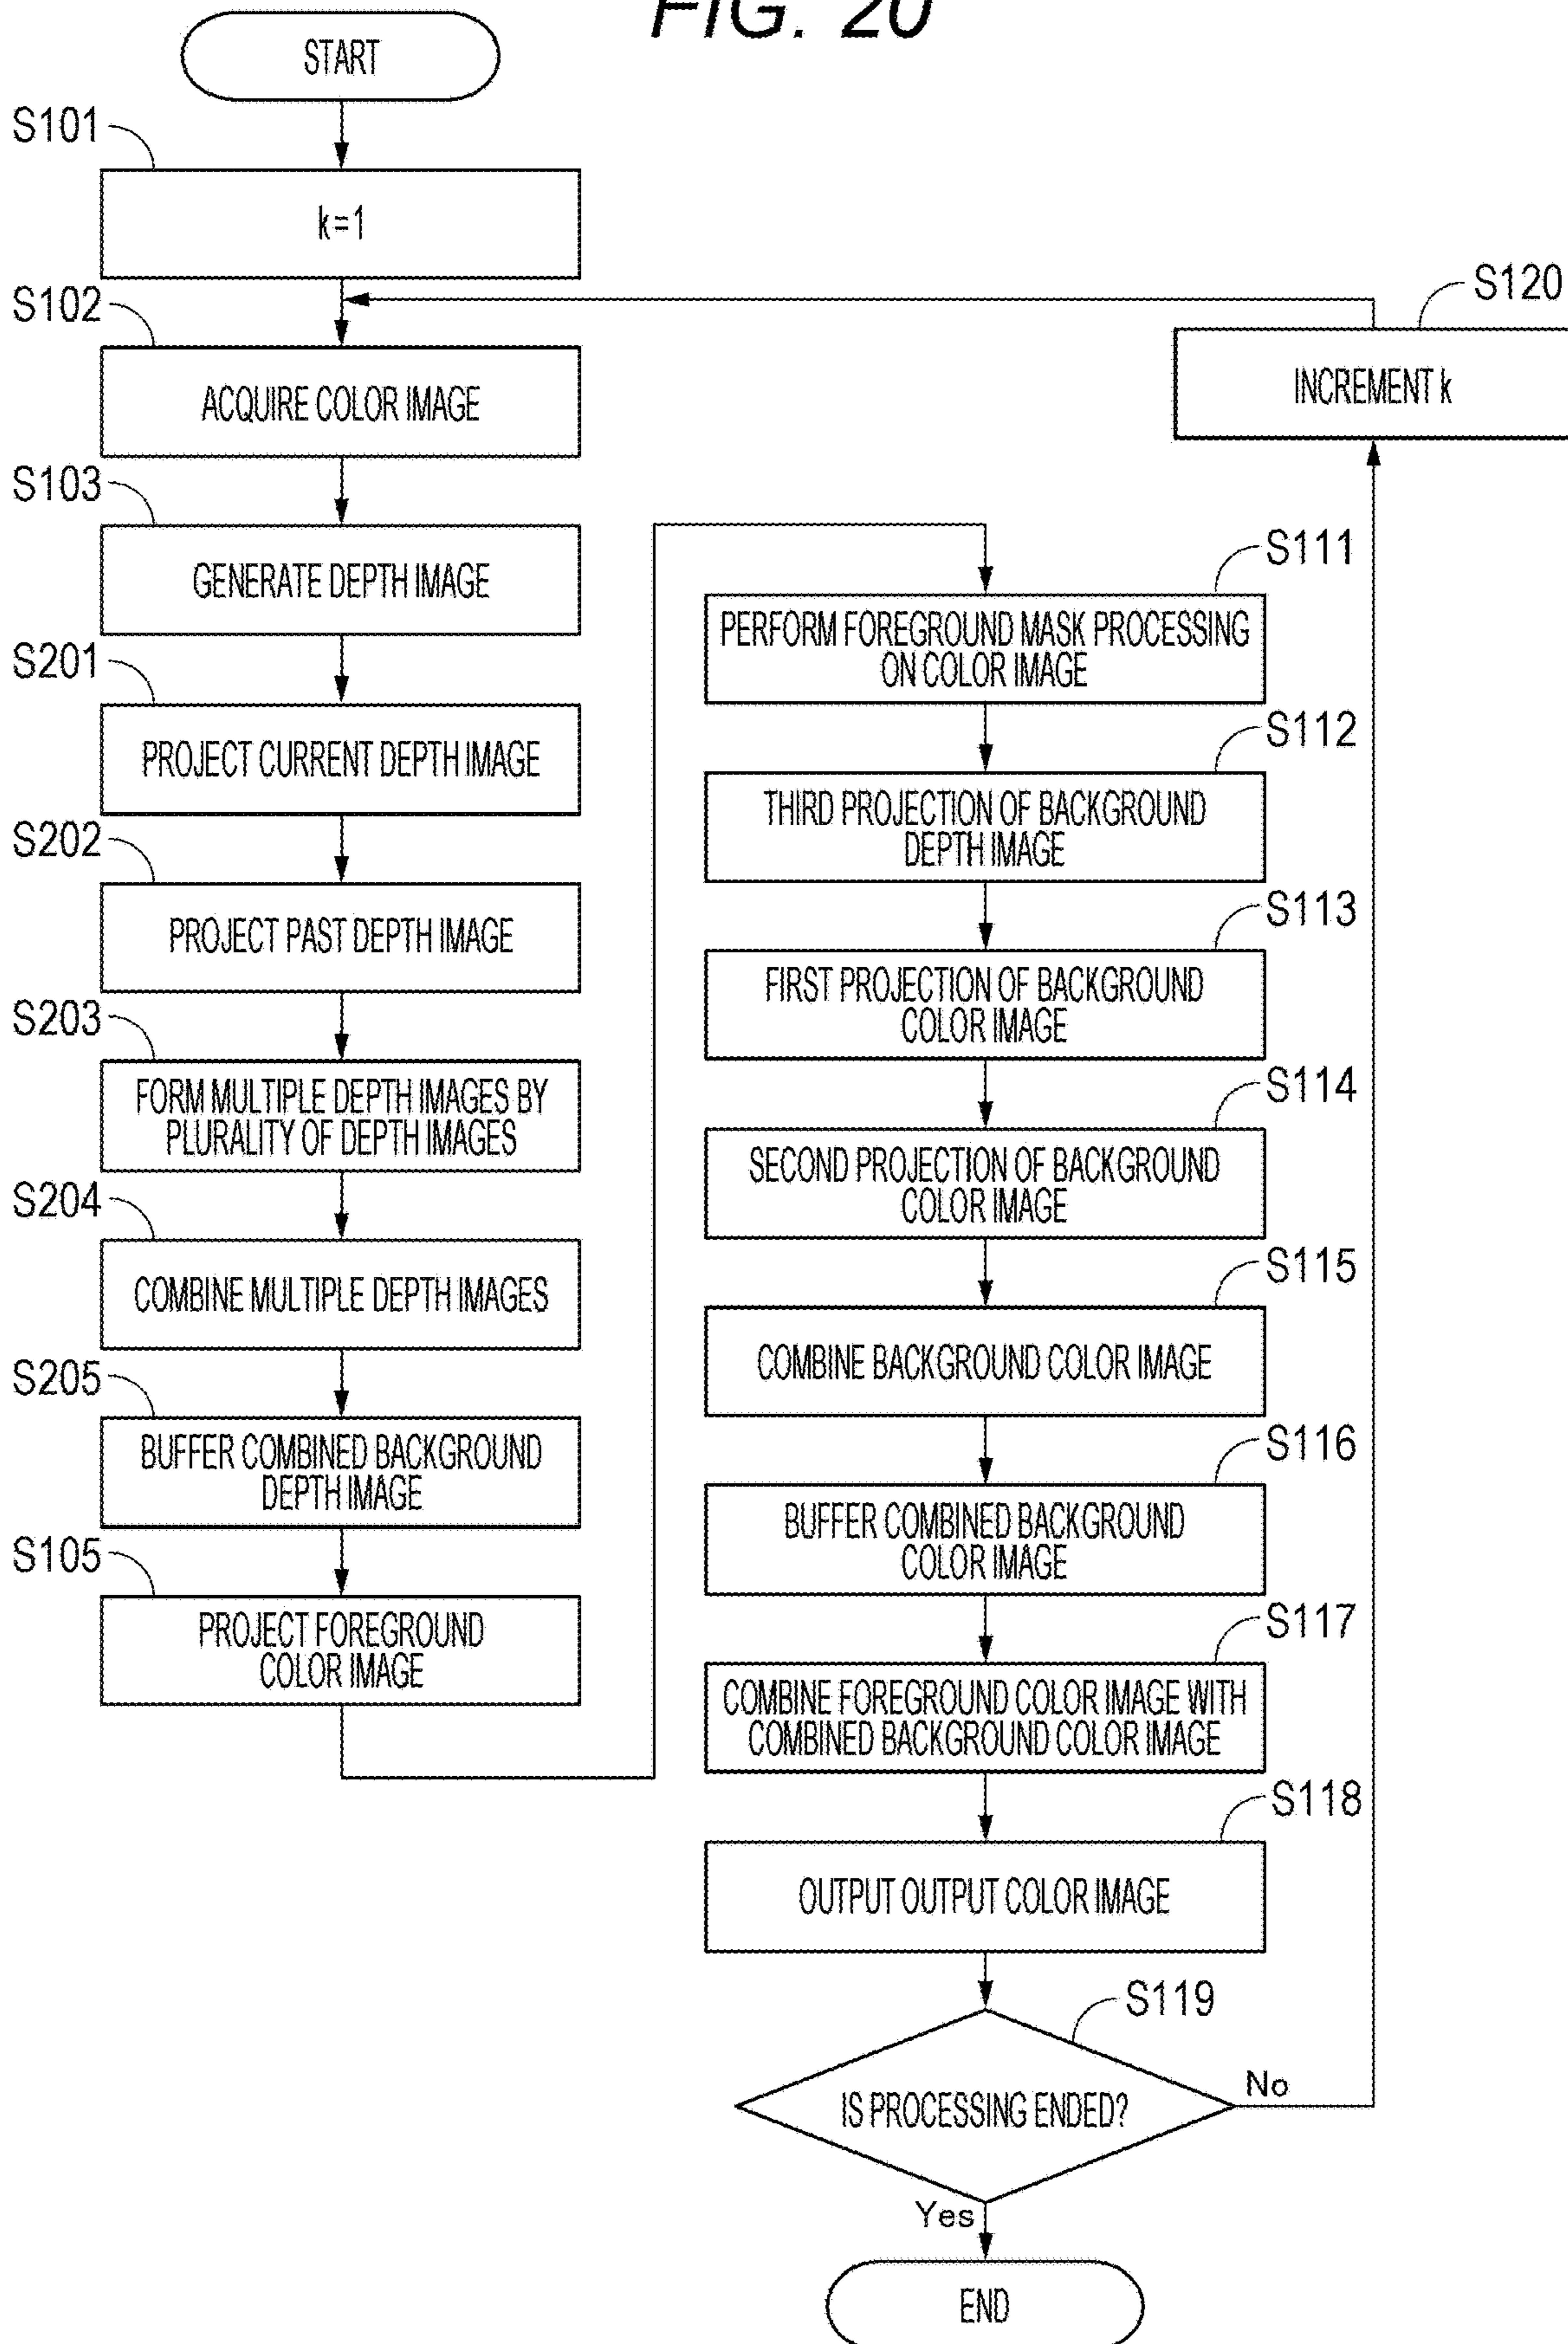 FIG. 20
START
S101
k=1
S102
ACQUIRE COLOR IMAGE
S103
GENERATE DEPTH IMAGE
S201
PROJECT CURRENT DEPTH IMAGE
S202
PROJECT PAST DEPTH IMAGE
S203
FORM MULTIPLE DEPTH IMAGES BY
PLURALITY OF DEPTH IMAGES
S204
COMBINE MULTIPLE DEPTH IMAGES
S205
BUFFER COMBINED BACKGROUND
DEPTH IMAGE
S105
PROJECT FOREGROUND
COLOR IMAGE
S111
PERFORM FOREGROUND MASK PROCESSING
ON COLOR IMAGE
S112
THIRD PROJECTION OF BACKGROUND
DEPTH IMAGE
S113
FIRST PROJECTION OF BACKGROUND
COLOR IMAGE
S114
SECOND PROJECTION OF BACKGROUND
COLOR IMAGE
S115
COMBINE BACKGROUND COLOR IMAGE
S116
BUFFER COMBINED BACKGROUND
COLOR IMAGE
S117
COMBINE FOREGROUND COLOR IMAGE WITH
COMBINED BACKGROUND COLOR IMAGE
S118
OUTPUT OUTPUT COLOR IMAGE
S119
IS PROCESSING ENDED?
No
Yes
END
S120
INCREMENT k